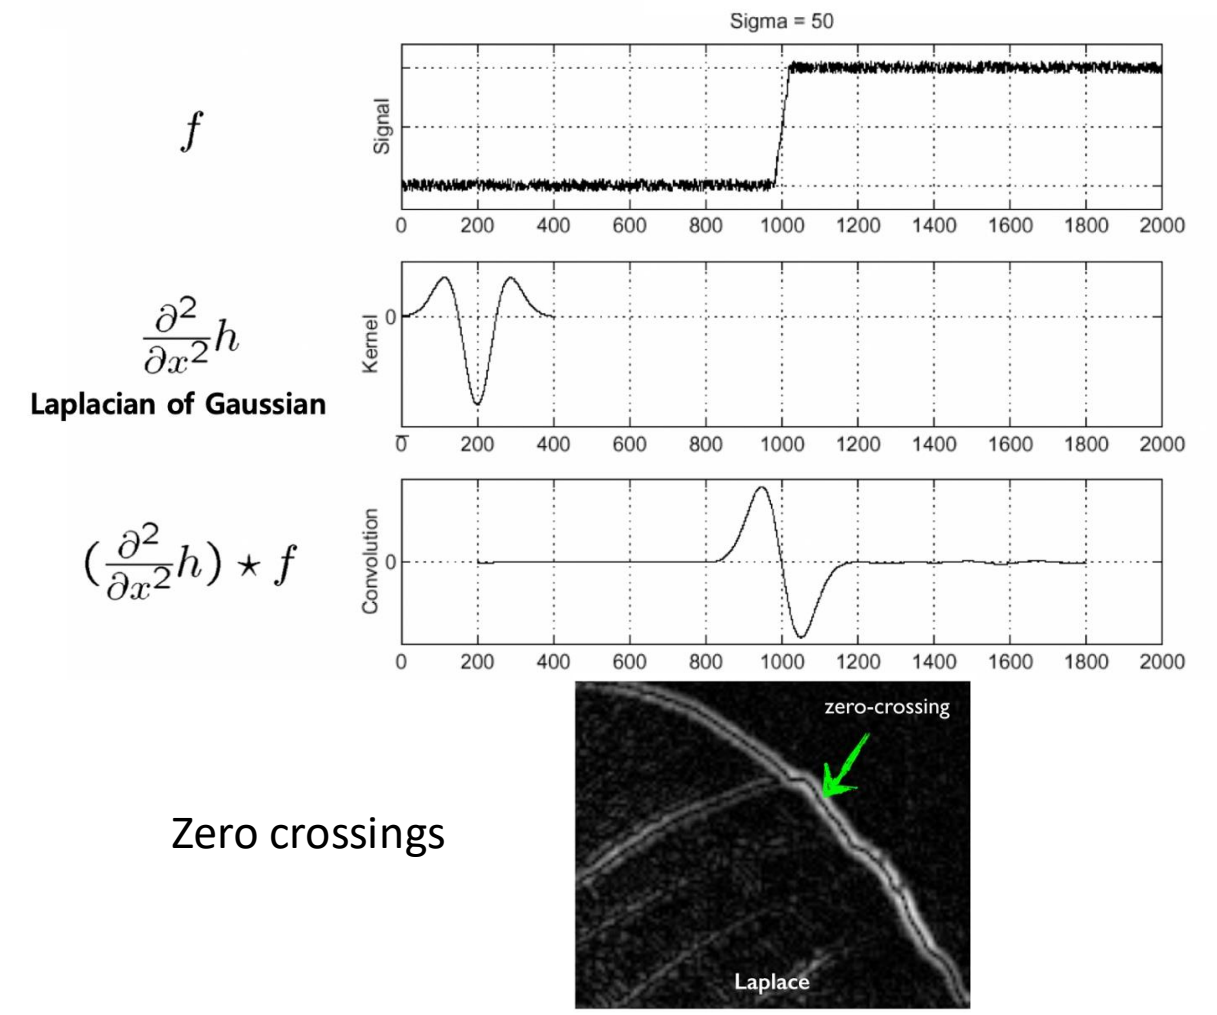 Sigma = 50
f
Signal
0 200 400 600 800 1000 1200 1400 1600 1800 2000
∂²/∂x² h
Laplacian of Gaussian
Kernel
0
0 200 400 600 800 1000 1200 1400 1600 1800 2000
(∂²/∂x² h) ⋆ f
Convolution
0
0 200 400 600 800 1000 1200 1400 1600 1800 2000
zero-crossing
Zero crossings
Laplace